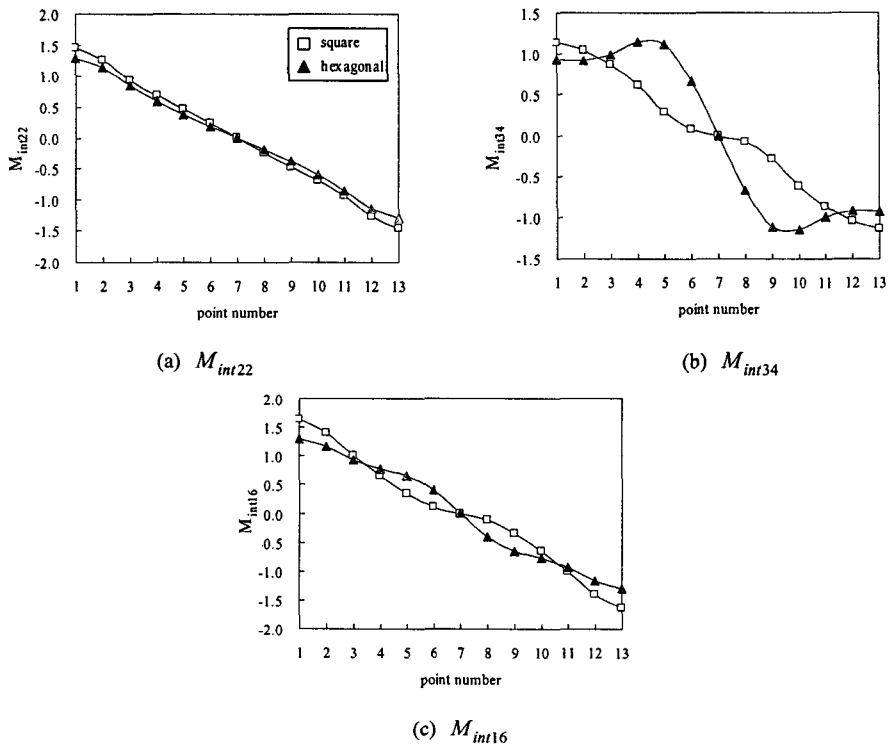 2.0
1.5
1.0
0.5
0.0
-0.5
-1.0
-1.5
-2.0
M_int22
1 2 3 4 5 6 7 8 9 10 11 12 13
point number
square
hexagonal
(a) M_int22
1.5
1.0
0.5
0.0
-0.5
-1.0
-1.5
M_int34
1 2 3 4 5 6 7 8 9 10 11 12 13
point number
(b) M_int34
2.0
1.5
1.0
0.5
0.0
-0.5
-1.0
-1.5
-2.0
M_int16
1 2 3 4 5 6 7 8 9 10 11 12 13
point number
(c) M_int16